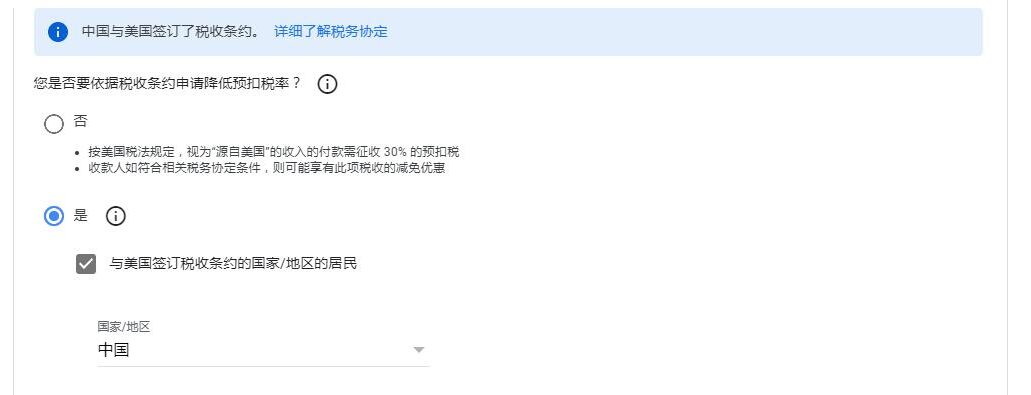 中国与美国签订了税收条约。 详细了解税务协定
您是否要依据税收条约申请降低预扣税率？
否
按美国税法规定，视为“源自美国”的收入的付款需征收 30% 的预扣税
收款人如符合相关税务协定条件，则可能享有此项税收的减免优惠
是
与美国签订税收条约的国家/地区的居民
国家/地区
中国